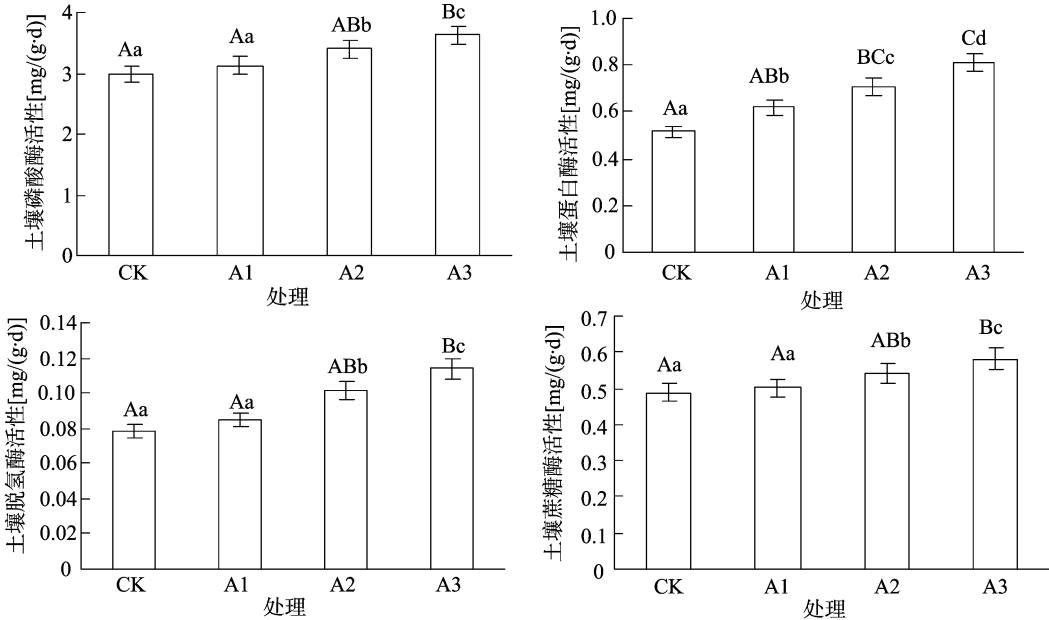 土壤磷酸酶活性[mg/(g·d)]
4
3
2
1
0
Aa
Aa
ABb
Bc
CK
A1
A2
A3
处理
土壤蛋白酶活性[mg/(g·d)]
1.0
0.8
0.6
0.4
0.2
0
Aa
ABb
BCc
Cd
CK
A1
A2
A3
处理
土壤脱氢酶活性[mg/(g·d)]
0.14
0.12
0.10
0.08
0.06
0.04
0.02
0
Aa
Aa
ABb
Bc
CK
A1
A2
A3
处理
土壤蔗糖酶活性[mg/(g·d)]
0.7
0.6
0.5
0.4
0.3
0.2
0.1
0
Aa
Aa
ABb
Bc
CK
A1
A2
A3
处理